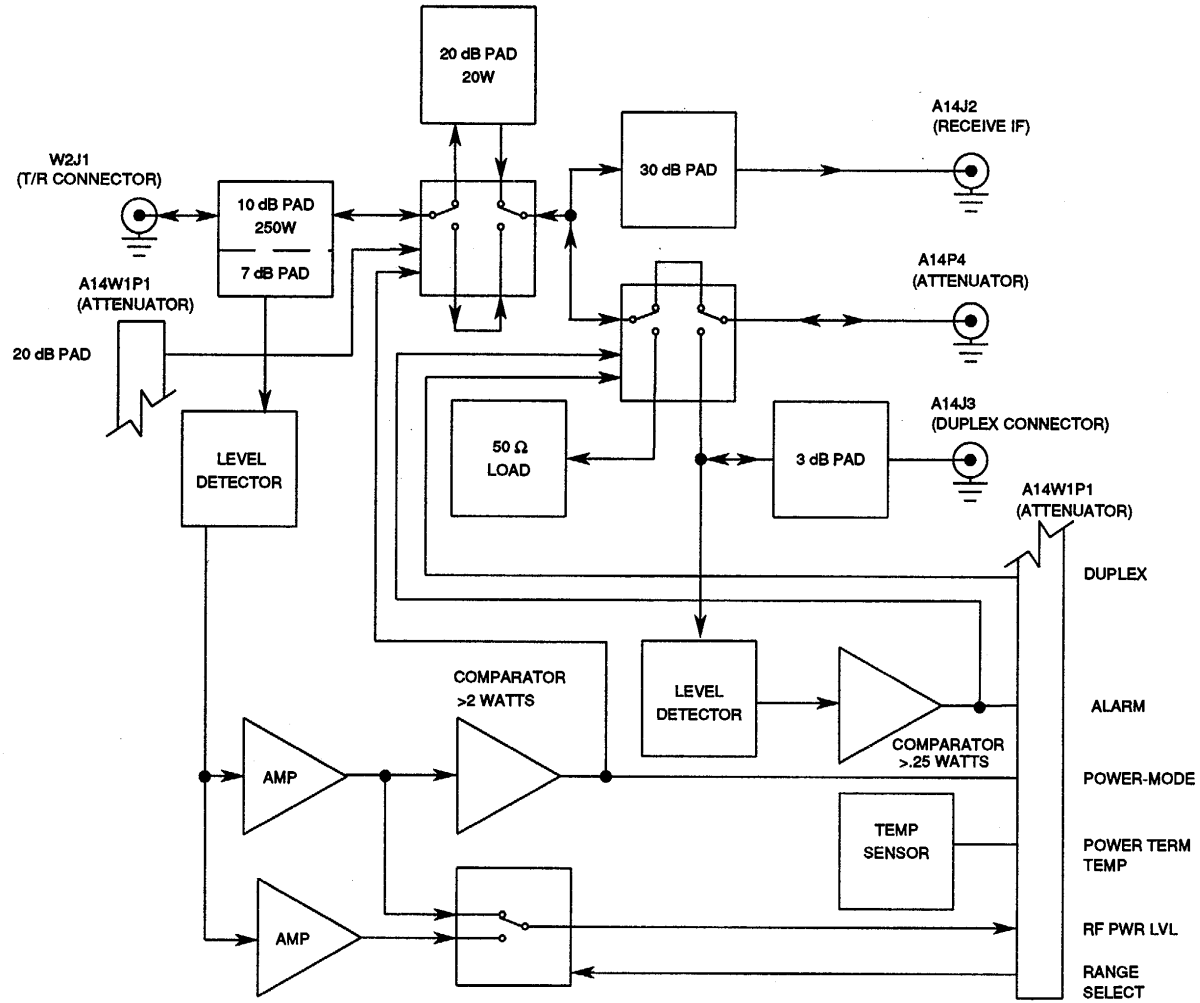 20 dB PAD
20W
A14J2
(RECEIVE IF)
W2J1
(T/R CONNECTOR)
30 dB PAD
10 dB PAD
250W
7 dB PAD
A14W1P1
(ATTENUATOR)
A14P4
(ATTENUATOR)
20 dB PAD
A14J3
(DUPLEX CONNECTOR)
LEVEL
DETECTOR
50 Ω
LOAD
3 dB PAD
A14W1P1
(ATTENUATOR)
DUPLEX
COMPARATOR
>2 WATTS
LEVEL
DETECTOR
ALARM
COMPARATOR
>.25 WATTS
AMP
POWER-MODE
TEMP
SENSOR
POWER TERM
TEMP
AMP
RF PWR LVL
RANGE
SELECT